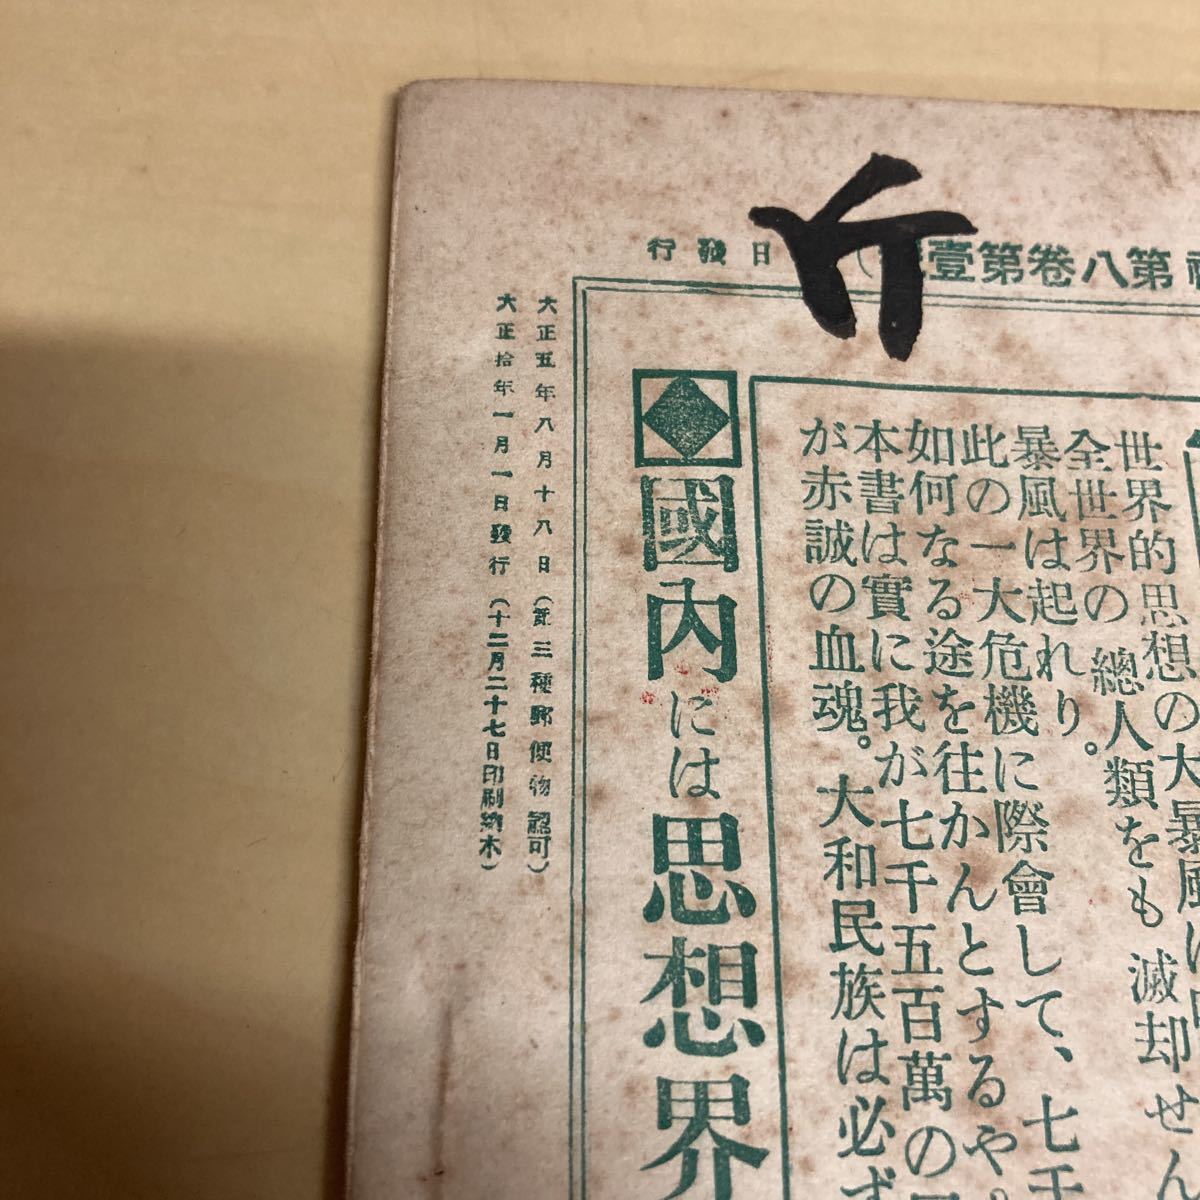 第八卷第壹
日發行
世界的思想の大暴風は
全世界の總人類をも滅却せん
暴風は起れり。
此の一大危機に際會して、七千
如何なる途を往かんとするや。
本書は實に我が七千五百萬の
が赤誠の血魂。大和民族は必ず
國內には思想界
大正五年八月十八日(第三種郵便物認可)
大正拾年一月一日發行(十二月二十七日印刷納本)